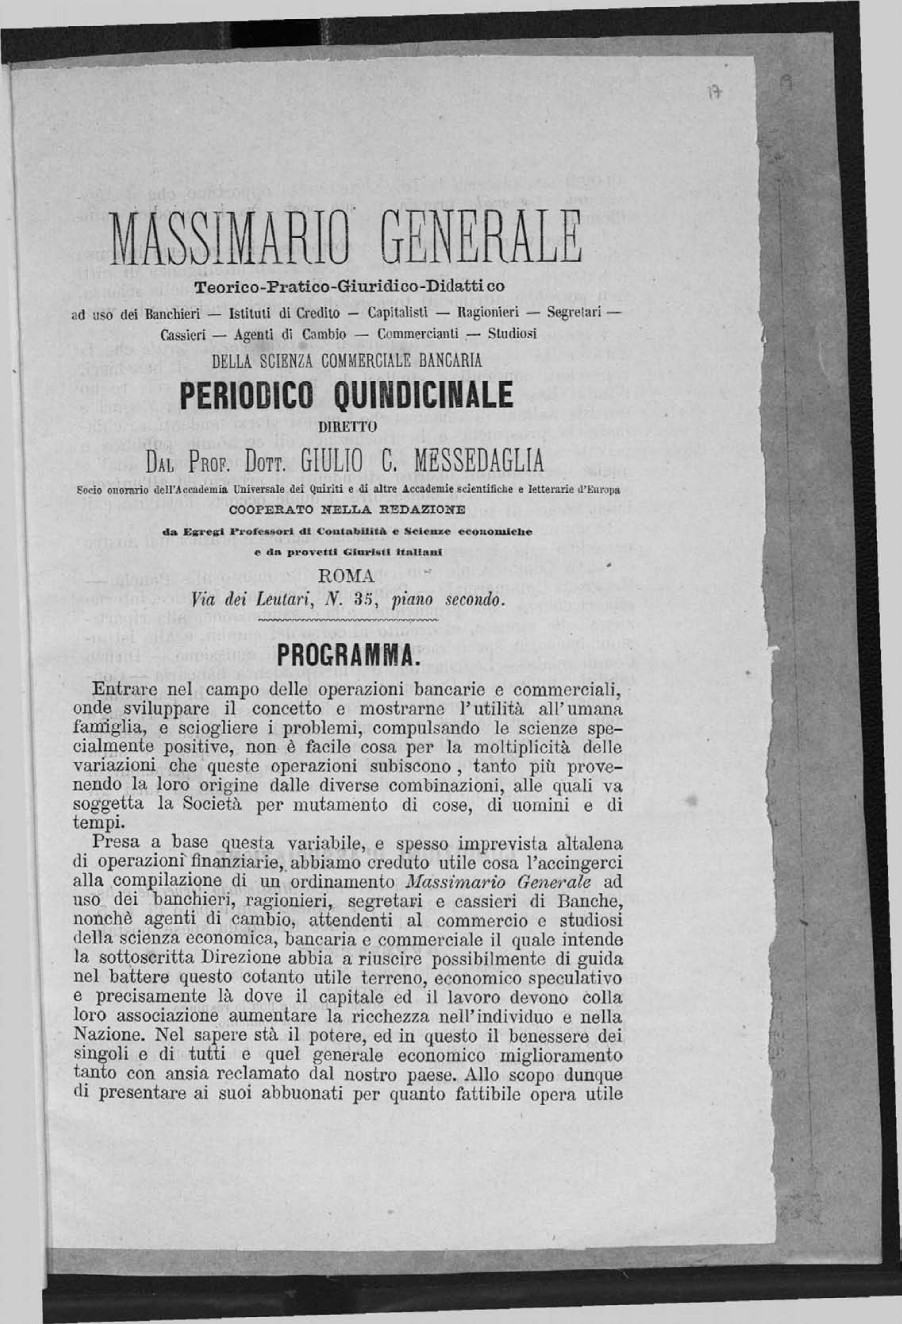 17
MASSIMARIO GENERALE
Teorico-Pratico-Giuridico-Didattico
ad uso dei Banchieri — Istituti di Credito — Capitalisti — Ragionieri — Segretari —
Cassieri — Agenti di Cambio — Commercianti — Studiosi
DELLA SCIENZA COMMERCIALE BANCARIA
PERIODICO QUINDICINALE
DIRETTO
DAL PROF. DOTT. GIULIO C. MESSEDAGLIA
Socio onorario dell'Accademia Universale dei Quiriti e di altre Accademie scientifiche e letterarie d'Europa
COOPERATO NELLA REDAZIONE
da Egregi Professori di Contabilità e Scienze economiche
e da provetti Giuristi italiani
ROMA
Via dei Leutari, N. 35, piano secondo.
PROGRAMMA.
Entrare nel campo delle operazioni bancarie e commerciali,
onde sviluppare il concetto e mostrarne l'utilità all'umana
famiglia, e sciogliere i problemi, compulsando le scienze spe-
cialmente positive, non è facile cosa per la moltiplicità delle
variazioni che queste operazioni subiscono, tanto più prove-
nendo la loro origine dalle diverse combinazioni, alle quali va
soggetta la Società per mutamento di cose, di uomini e di
tempi.
Presa a base questa variabile, e spesso imprevista altalena
di operazioni finanziarie, abbiamo creduto utile cosa l'accingerci
alla compilazione di un ordinamento Massimario Generale ad
uso dei banchieri, ragionieri, segretari e cassieri di Banche,
nonchè agenti di cambio, attendenti al commercio e studiosi
della scienza economica, bancaria e commerciale il quale intende
la sottoscritta Direzione abbia a riuscire possibilmente di guida
nel battere questo cotanto utile terreno, economico speculativo
e precisamente là dove il capitale ed il lavoro devono colla
loro associazione aumentare la ricchezza nell'individuo e nella
Nazione. Nel sapere stà il potere, ed in questo il benessere dei
singoli e di tutti e quel generale economico miglioramento
tanto con ansia reclamato dal nostro paese. Allo scopo dunque
di presentare ai suoi abbuonati per quanto fattibile opera utile